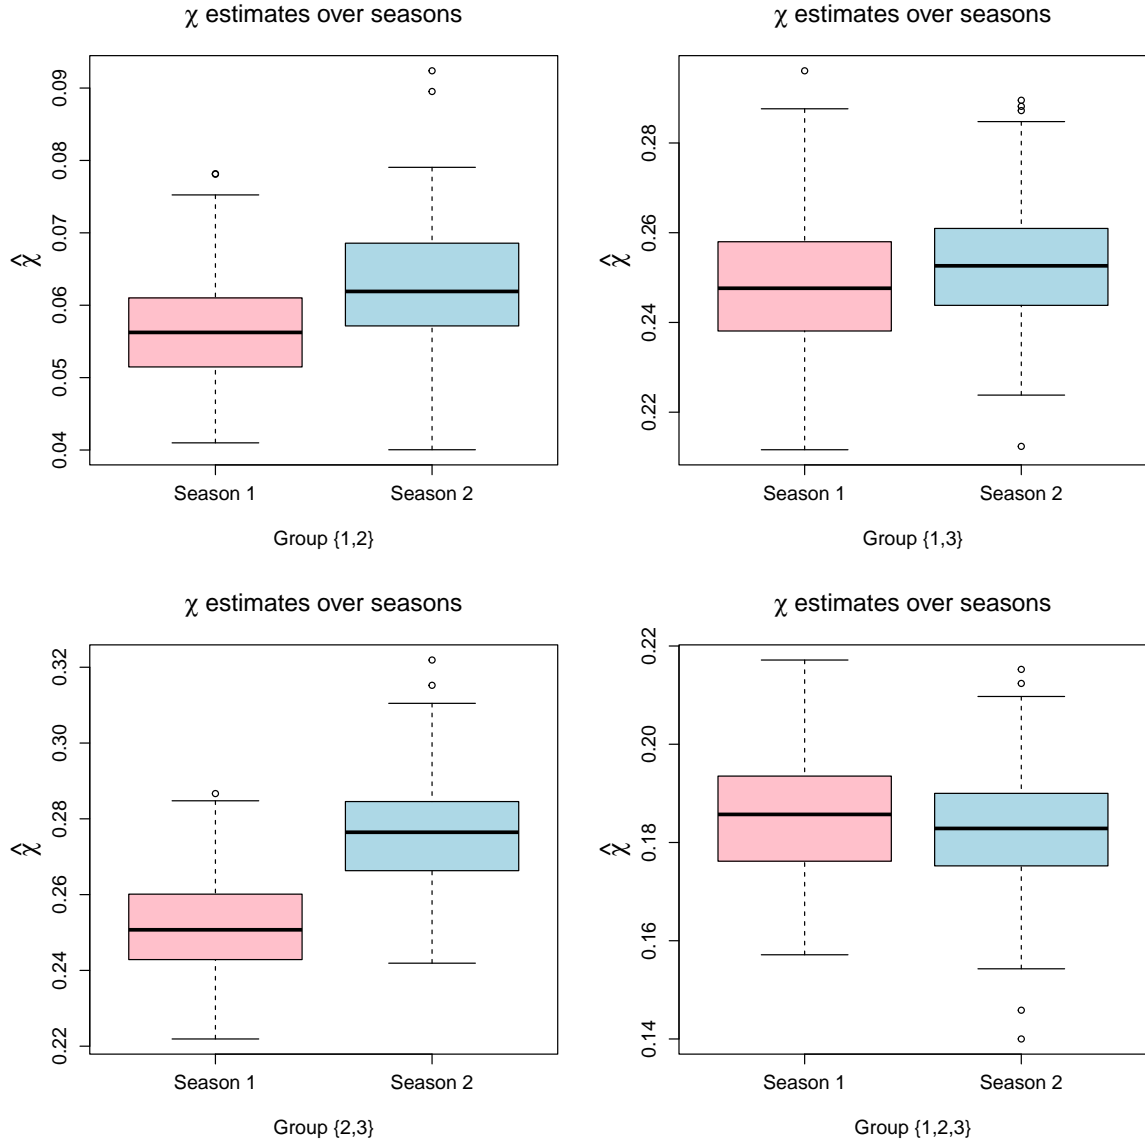 χ estimates over seasons
0.09
0.08
0.07
0.06
0.05
0.04
χ̂
Season 1 Season 2
Group {1,2}
χ estimates over seasons
0.28
0.26
0.24
0.22
χ̂
Season 1 Season 2
Group {1,3}
χ estimates over seasons
0.32
0.30
0.28
0.26
0.24
0.22
χ̂
Season 1 Season 2
Group {2,3}
χ estimates over seasons
0.22
0.20
0.18
0.16
0.14
χ̂
Season 1 Season 2
Group {1,2,3}